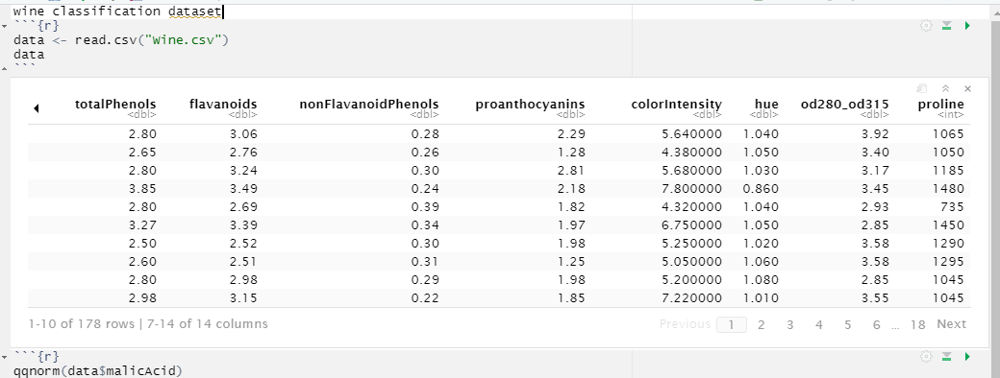 wine classification dataset
```{r}
data <- read.csv("Wine.csv")
data
```
totalPhenols flavanoids nonFlavanoidPhenols proanthocyanins colorIntensity hue od280_od315 proline
<dbl> <dbl> <dbl> <dbl> <dbl> <dbl> <dbl> <int>
2.80 3.06 0.28 2.29 5.640000 1.040 3.92 1065
2.65 2.76 0.26 1.28 4.380000 1.050 3.40 1050
2.80 3.24 0.30 2.81 5.680000 1.030 3.17 1185
3.85 3.49 0.24 2.18 7.800000 0.860 3.45 1480
2.80 2.69 0.39 1.82 4.320000 1.040 2.93 735
3.27 3.39 0.34 1.97 6.750000 1.050 2.85 1450
2.50 2.52 0.30 1.98 5.250000 1.020 3.58 1290
2.60 2.51 0.31 1.25 5.050000 1.060 3.58 1295
2.80 2.98 0.29 1.98 5.200000 1.080 2.85 1045
2.98 3.15 0.22 1.85 7.220000 1.010 3.55 1045
1-10 of 178 rows | 7-14 of 14 columns Previous 1 2 3 4 5 6 ... 18 Next
```{r}
qqnorm(data$malicAcid)